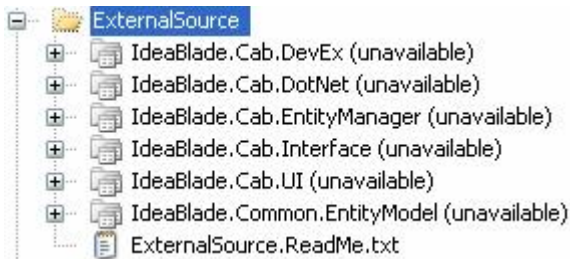 ExternalSource
IdeaBlade.Cab.DevEx (unavailable)
IdeaBlade.Cab.DotNet (unavailable)
IdeaBlade.Cab.EntityManager (unavailable)
IdeaBlade.Cab.Interface (unavailable)
IdeaBlade.Cab.UI (unavailable)
IdeaBlade.Common.EntityModel (unavailable)
ExternalSource.ReadMe.txt